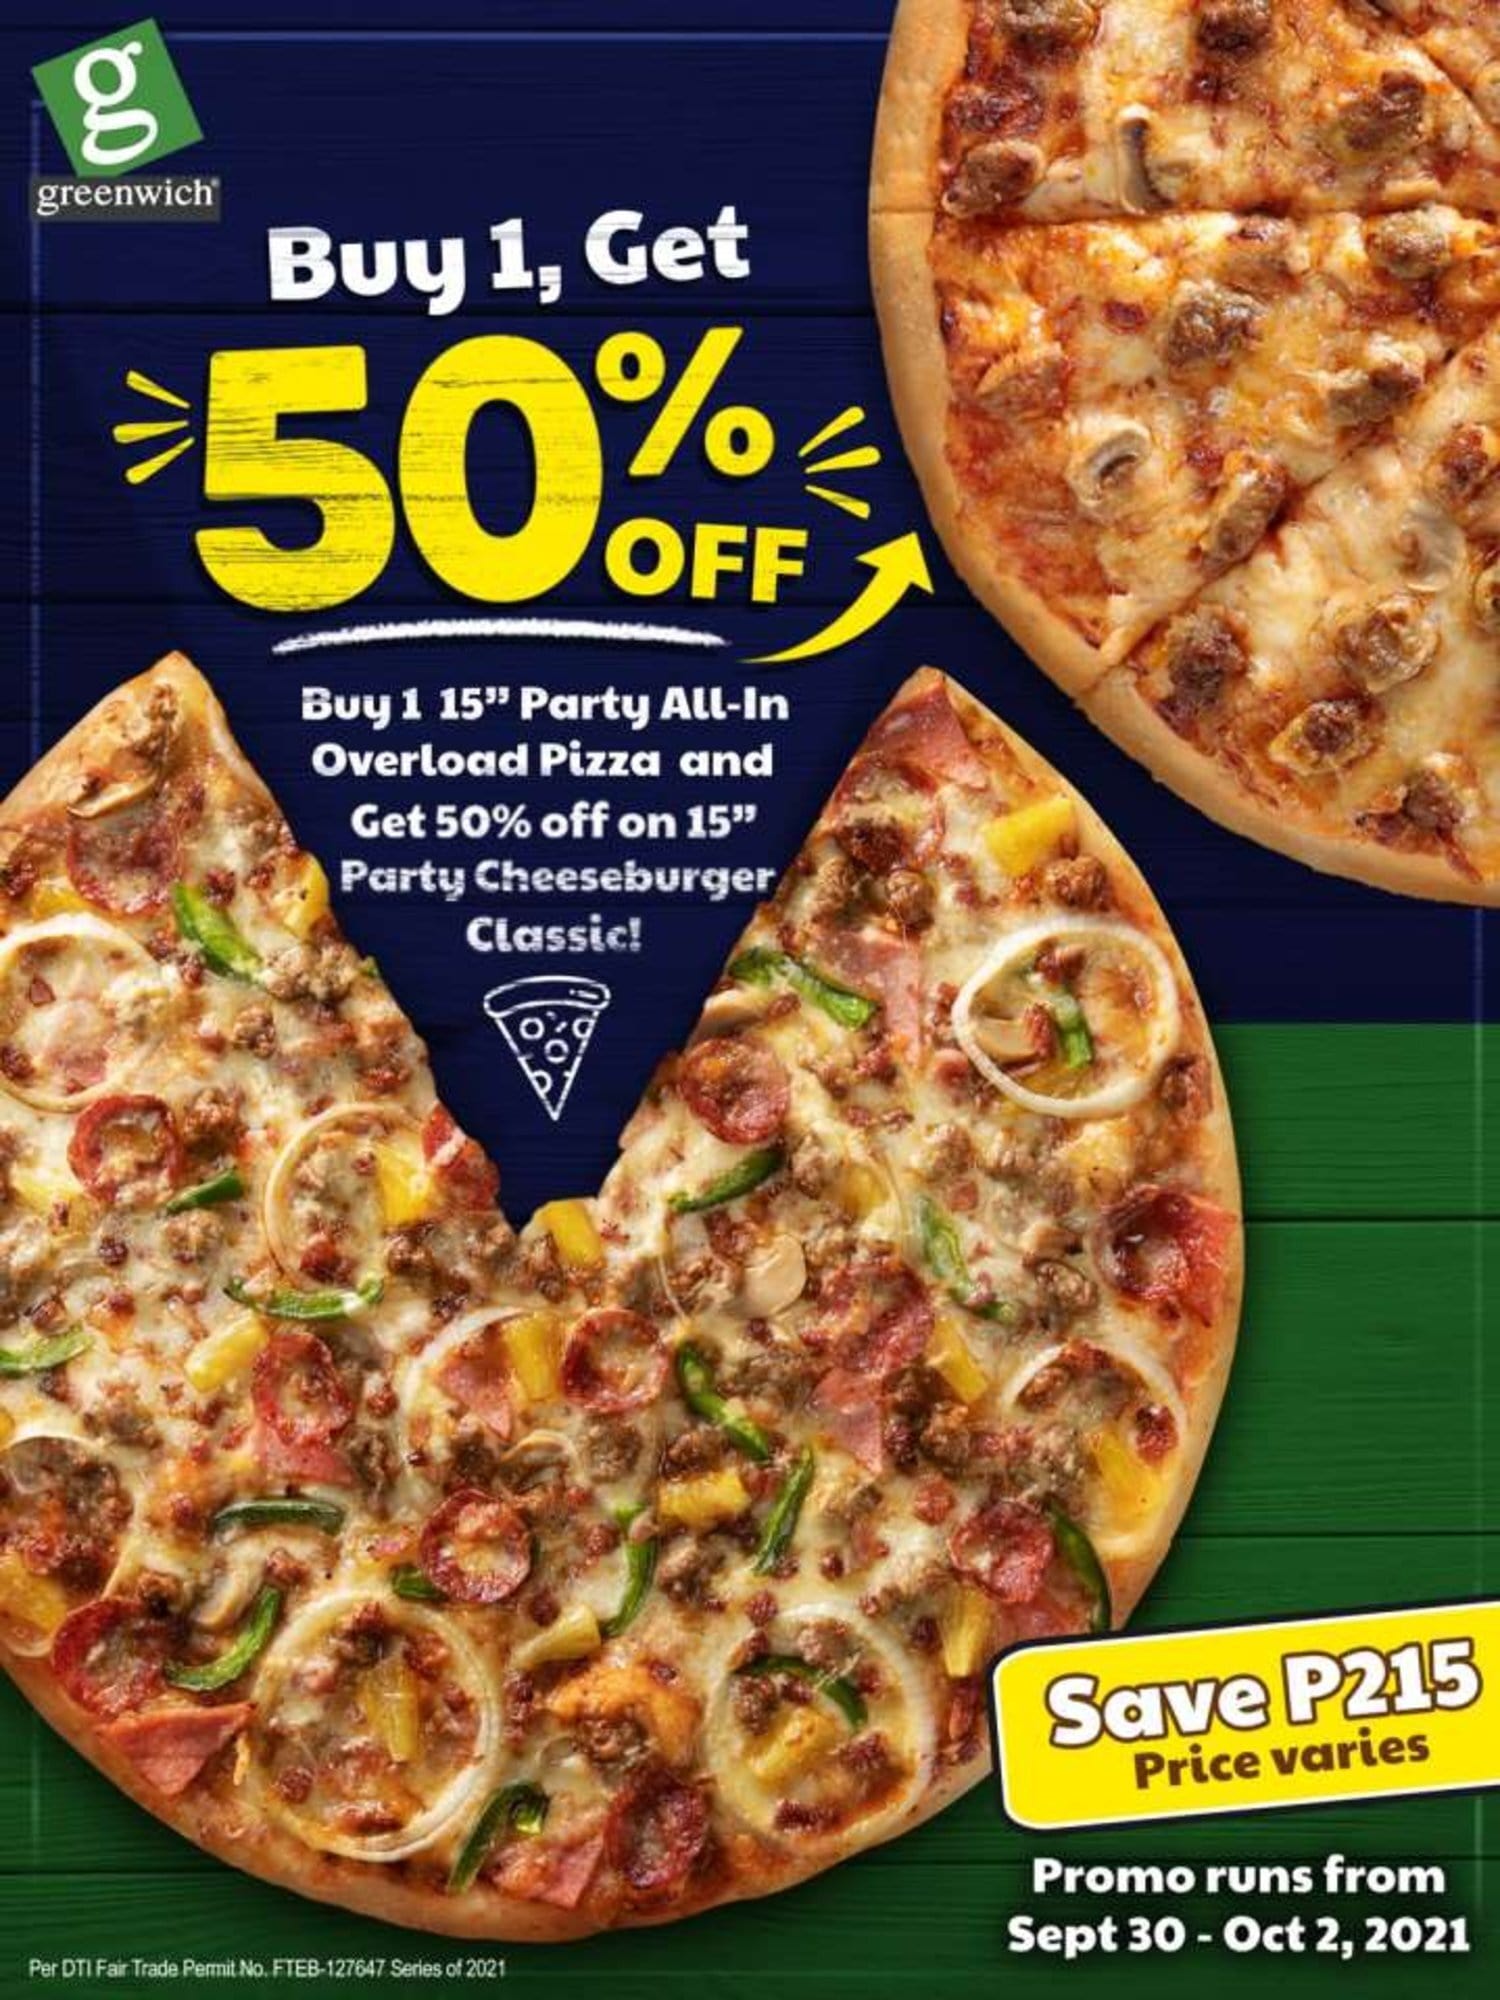 g
greenwich®
Buy 1, Get
50%
OFF
Buy 1 15" Party All-In
Overload Pizza and
Get 50% off on 15"
Party Cheeseburger
Classic!
Save P215
Price varies
Promo runs from
Sept 30 - Oct 2, 2021
Per DTI Fair Trade Permit No. FTEB-127647 Series of 2021